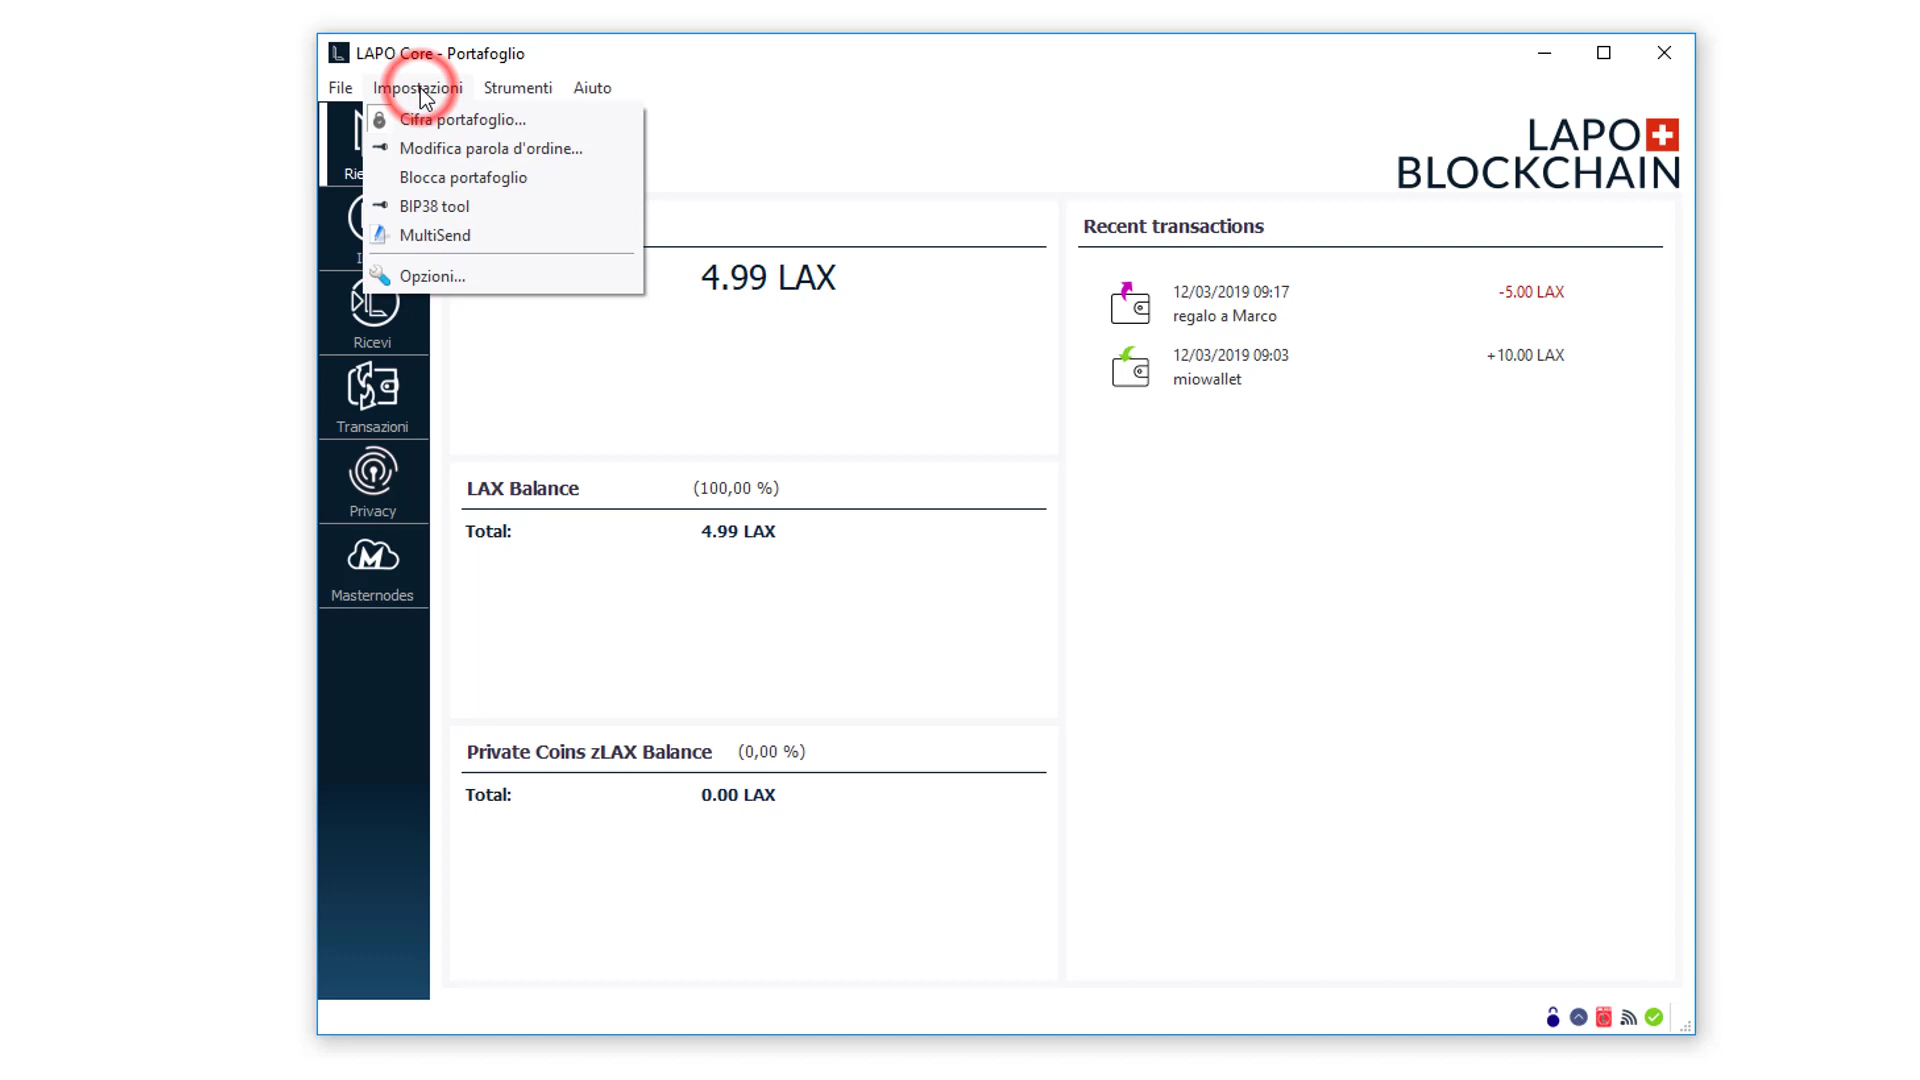 LAPO Core - Portafoglio
File Impostazioni Strumenti Aiuto
Cifra portafoglio...
Modifica parola d'ordine...
Blocca portafoglio
BIP38 tool
MultiSend
Opzioni...
LAPO
BLOCKCHAIN
Rie
I
Ricevi
Transazioni
Privacy
Masternodes
4.99 LAX
LAX Balance (100,00 %)
Total: 4.99 LAX
Private Coins zLAX Balance (0,00 %)
Total: 0.00 LAX
Recent transactions
12/03/2019 09:17 -5.00 LAX
regalo a Marco
12/03/2019 09:03 +10.00 LAX
miowallet